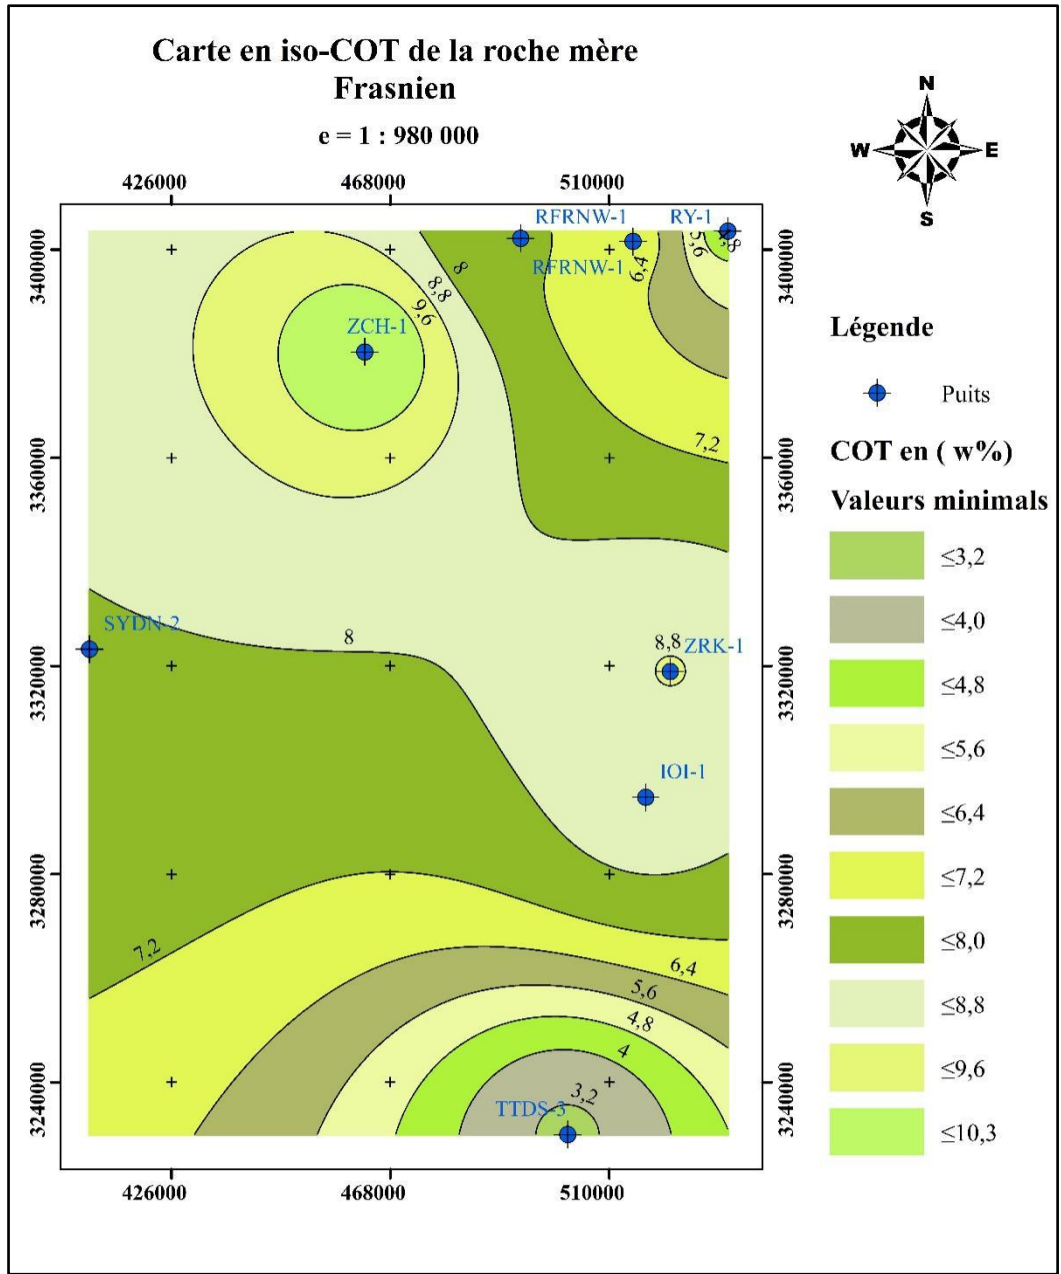 Carte en iso-COT de la roche mère
Frasnien
e = 1 : 980 000
N
W
E
S
426000
468000
510000
3400000
3360000
3320000
3280000
3240000
3400000
3360000
3320000
3280000
3240000
RFRNW-1
RY-1
RFRNW-1
5,6
6,4
8
8,8
9,6
ZCH-1
7,2
SYDN-2
8
8,8
ZRK-1
IOI-1
7,2
6,4
5,6
4,8
4
3,2
TTDS-3
426000
468000
510000
Légende
Puits
COT en ( w%)
Valeurs minimals
≤3,2
≤4,0
≤4,8
≤5,6
≤6,4
≤7,2
≤8,0
≤8,8
≤9,6
≤10,3